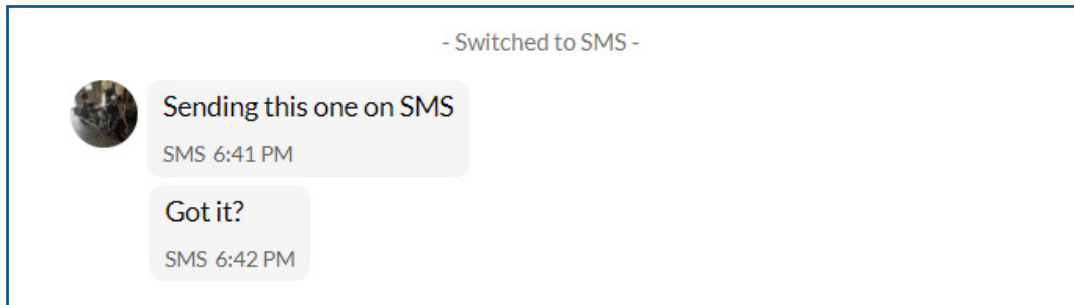 - Switched to SMS -
Sending this one on SMS
SMS 6:41 PM
Got it?
SMS 6:42 PM